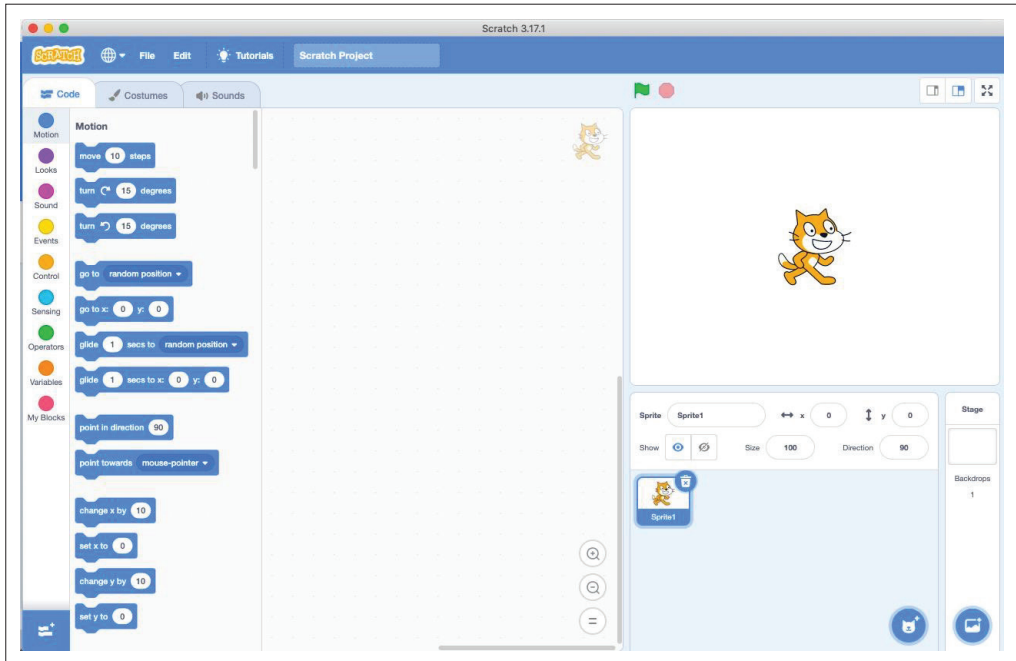 Scratch 3.17.1
SCRATCH File Edit Tutorials Scratch Project
Code Costumes Sounds
Motion
Looks
Sound
Events
Control
Sensing
Operators
Variables
My Blocks
Motion
move 10 steps
turn 15 degrees
turn 15 degrees
go to random position
go to x: 0 y: 0
glide 1 secs to random position
glide 1 secs to x: 0 y: 0
point in direction 90
point towards mouse-pointer
change x by 10
set x to 0
change y by 10
set y to 0
Sprite Sprite1 x 0 y 0
Show Size 100 Direction 90
Sprite1
Stage
Backdrops
1